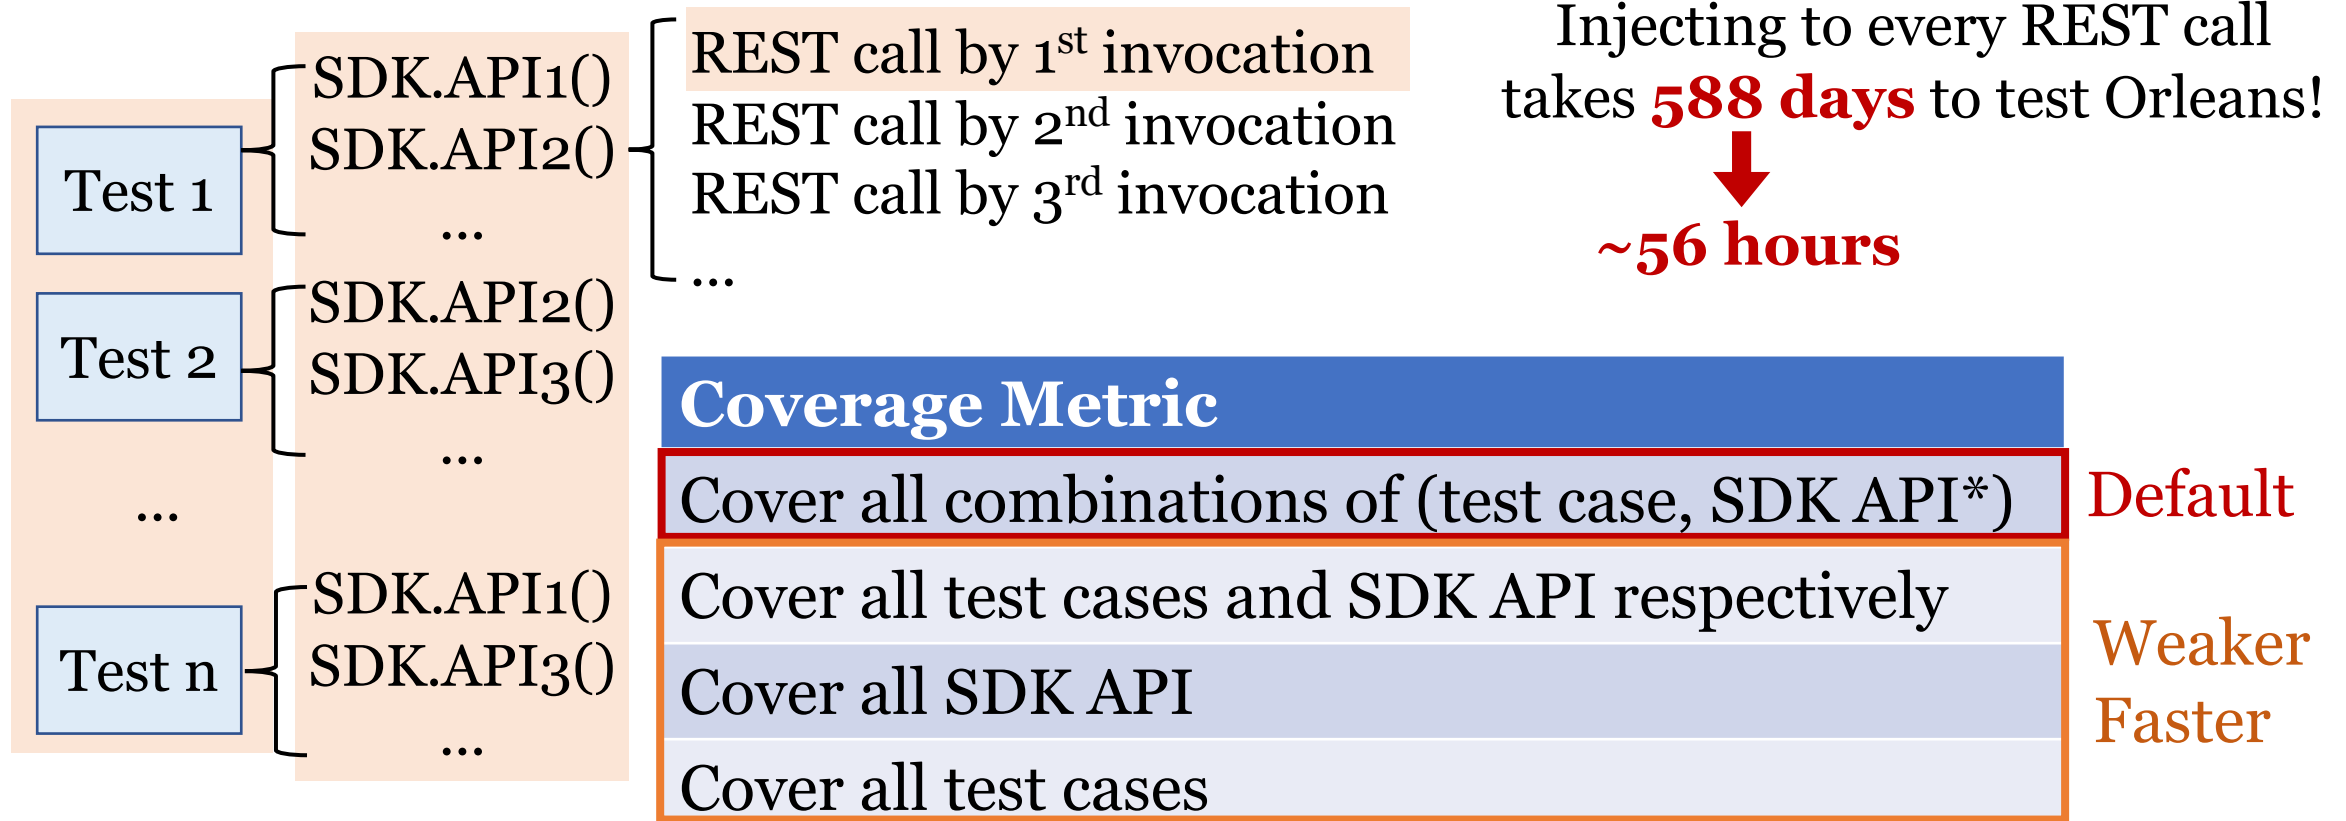 Test 1
Test 2
...
Test n
SDK.API1()
SDK.API2()
...
SDK.API2()
SDK.API3()
...
SDK.API1()
SDK.API3()
...
REST call by 1st invocation
REST call by 2nd invocation
REST call by 3rd invocation
...
Injecting to every REST call
takes 588 days to test Orleans!
~56 hours
Coverage Metric
Cover all combinations of (test case, SDK API*)
Default
Cover all test cases and SDK API respectively
Cover all SDK API
Cover all test cases
Weaker
Faster